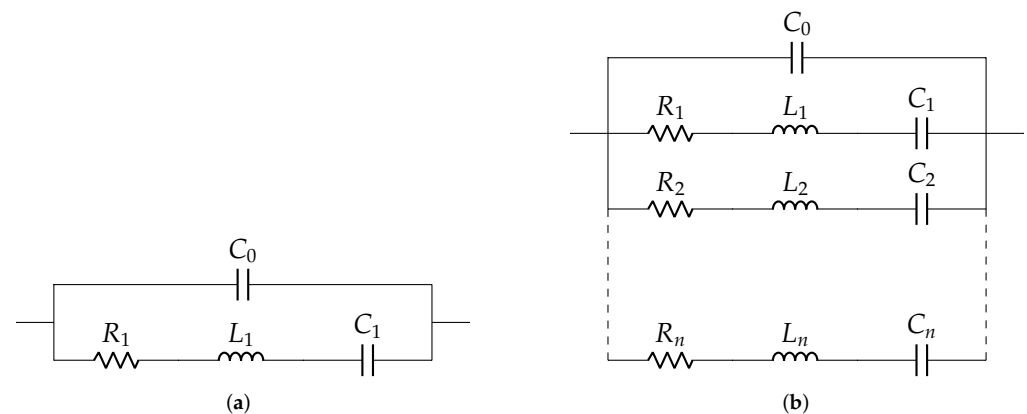 C₀
R₁ L₁ C₁
(a)
C₀
R₁ L₁ C₁
R₂ L₂ C₂
Rₙ Lₙ Cₙ
(b)